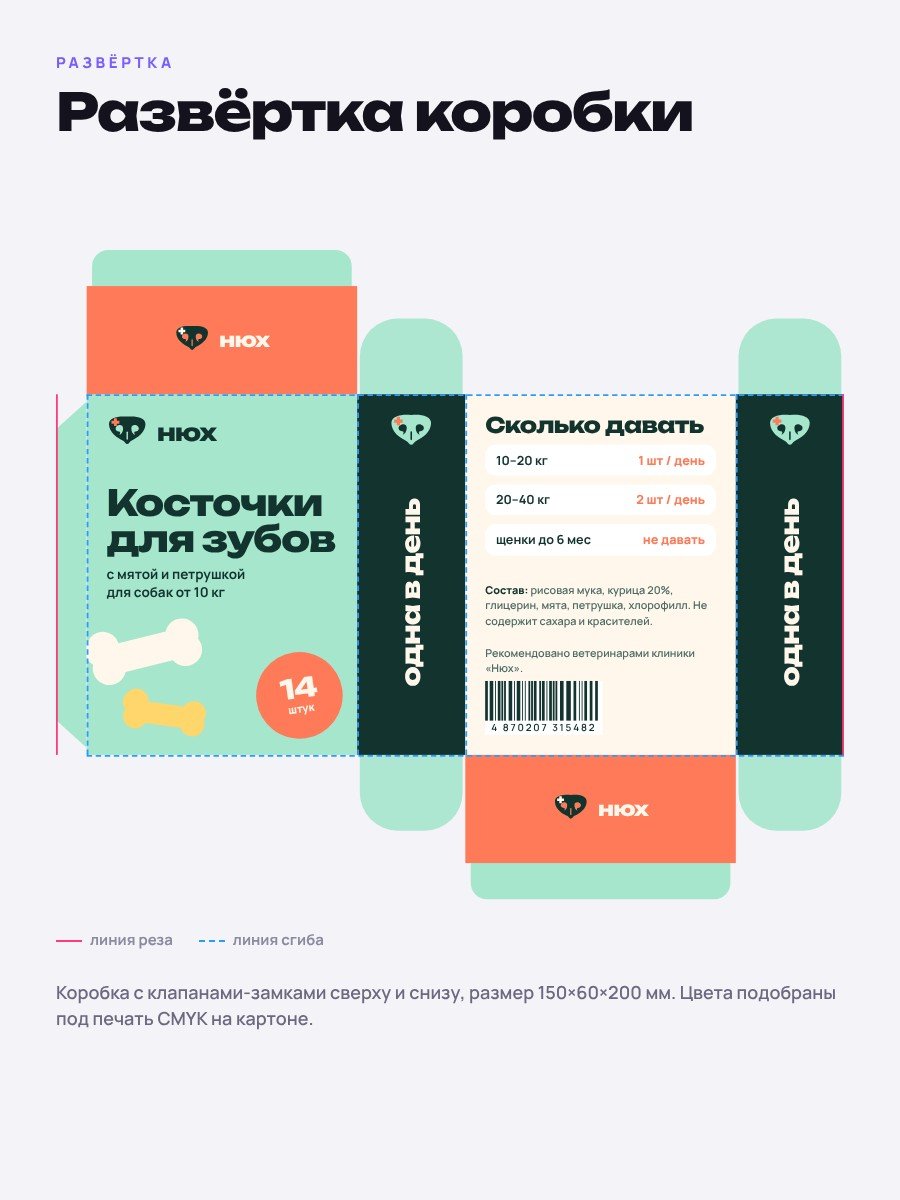 РАЗВЁРТКА
Развёртка коробки
нюх
нюх
Косточки
для зубов
с мятой и петрушкой
для собак от 10 кг
14
штук
одна в день
Сколько давать
10–20 кг 1 шт / день
20–40 кг 2 шт / день
щенки до 6 мес не давать
Состав: рисовая мука, курица 20%,
глицерин, мята, петрушка, хлорофилл. Не
содержит сахара и красителей.
Рекомендовано ветеринарами клиники
«Нюх».
4 870207 315482
одна в день
нюх
линия реза линия сгиба
Коробка с клапанами-замками сверху и снизу, размер 150×60×200 мм. Цвета подобраны
под печать CMYK на картоне.